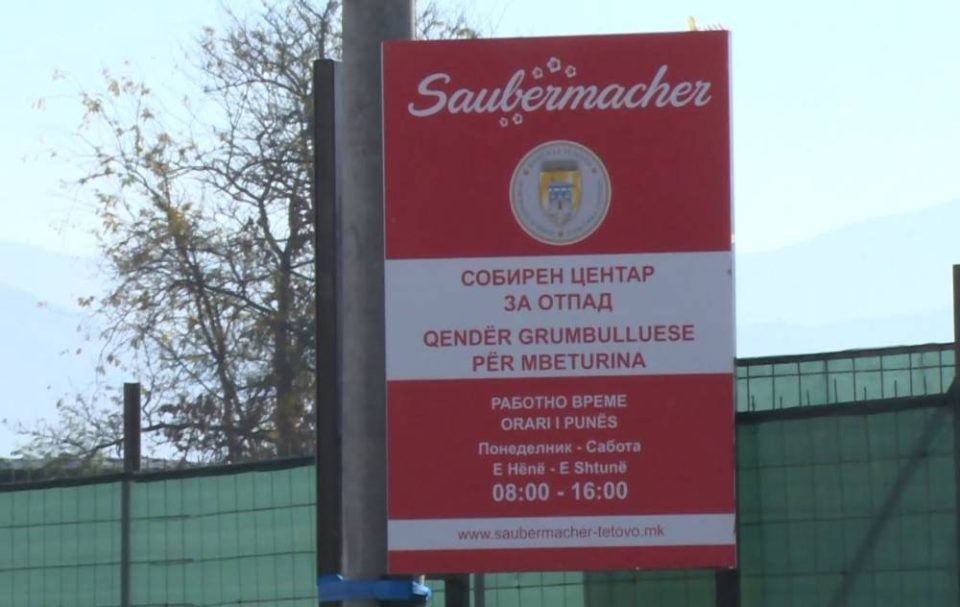 Saubermacher
СОБИРЕН ЦЕНТАР
ЗА ОТПАД
QENDËR GRUMBULLUESE
PËR MBETURINA
РАБОТНО ВРЕМЕ
ORARI I PUNËS
Понеделник - Сабота
E Hënë - E Shtunë
08:00 - 16:00
www.saubermacher-tetovo.mk